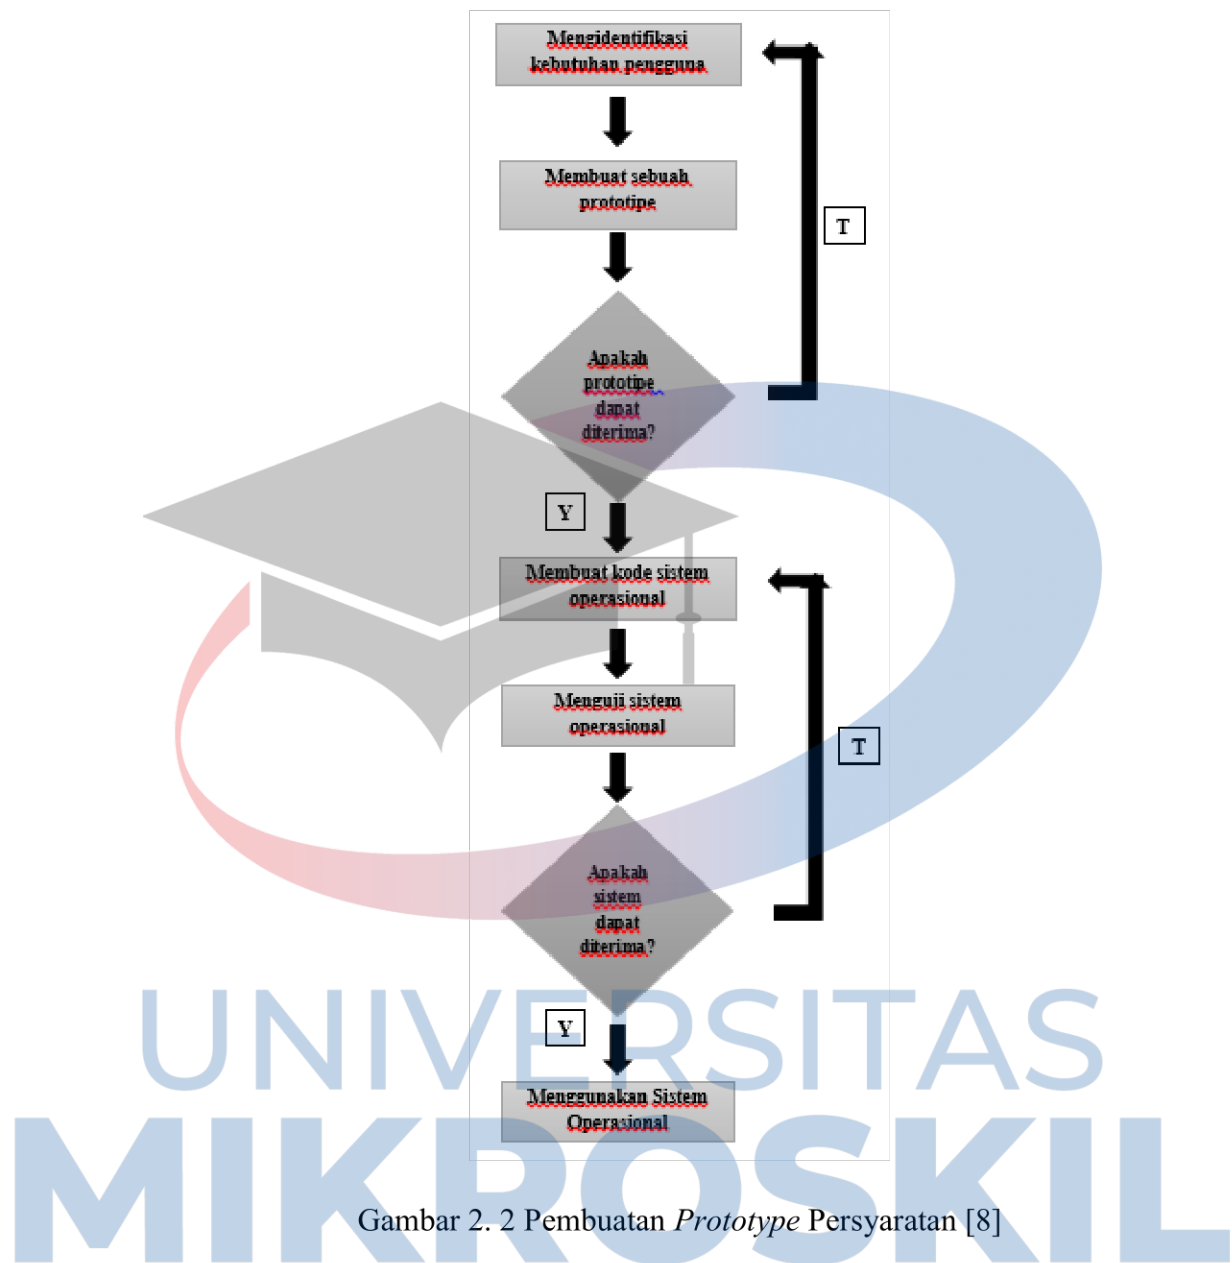 Mengidentifikasi
kebutuhan pengguna
Membuat sebuah
prototipe
T
Apakah
prototipe
dapat
diterima?
Y
Membuat kode sistem
operasional
Menguji sistem
operasional
T
Apakah
sistem
dapat
diterima?
Y
Menggunakan Sistem
Operasional
UNIVERSITAS
MIKROSKIL
Gambar 2. 2 Pembuatan Prototype Persyaratan [8]